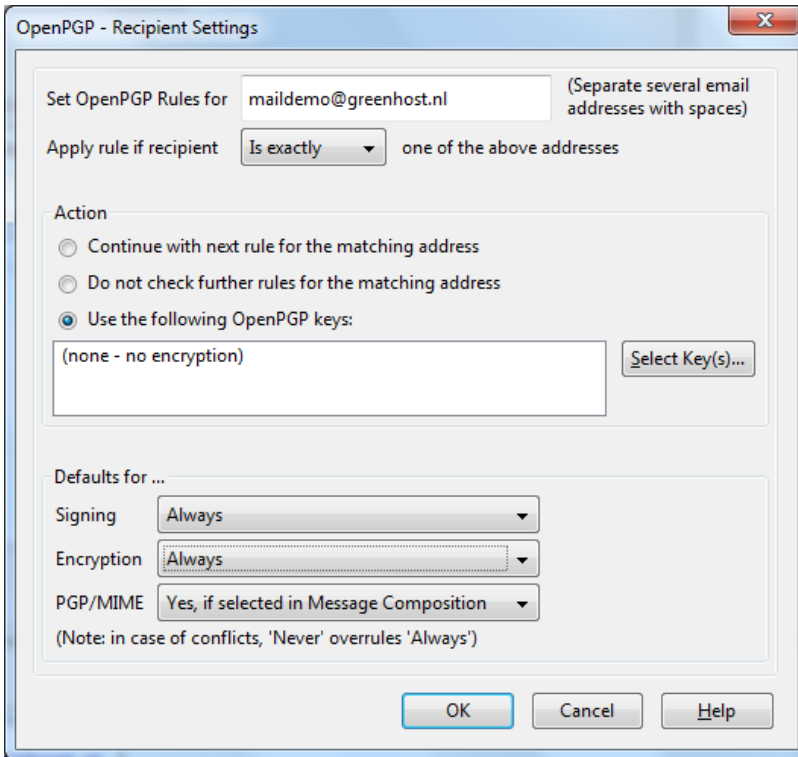 OpenPGP - Recipient Settings
Set OpenPGP Rules for maildemo@greenhost.nl (Separate several email addresses with spaces)
Apply rule if recipient Is exactly one of the above addresses
Action
Continue with next rule for the matching address
Do not check further rules for the matching address
Use the following OpenPGP keys:
(none - no encryption) Select Key(s)...
Defaults for ...
Signing Always
Encryption Always
PGP/MIME Yes, if selected in Message Composition
(Note: in case of conflicts, 'Never' overrules 'Always')
OK Cancel Help